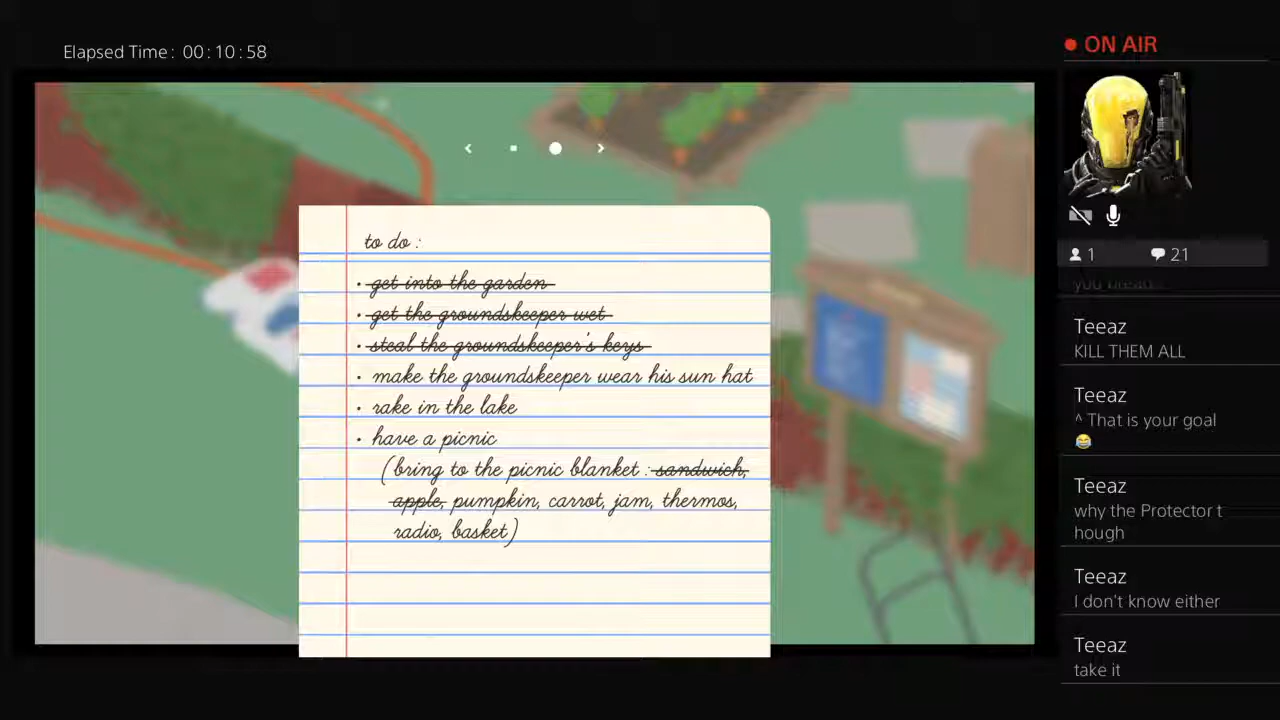 Elapsed Time: 00:10:58
ON AIR
1
21
to do :
· get into the garden
· get the groundskeeper wet
· steal the groundskeeper's keys
· make the groundskeeper wear his sun hat
· rake in the lake
· have a picnic
(bring to the picnic blanket : sandwich,
apple, pumpkin, carrot, jam, thermos,
radio, basket)
you bread...
Teeaz
KILL THEM ALL
Teeaz
^ That is your goal
😂
Teeaz
why the Protector t
hough
Teeaz
I don't know either
Teeaz
take it